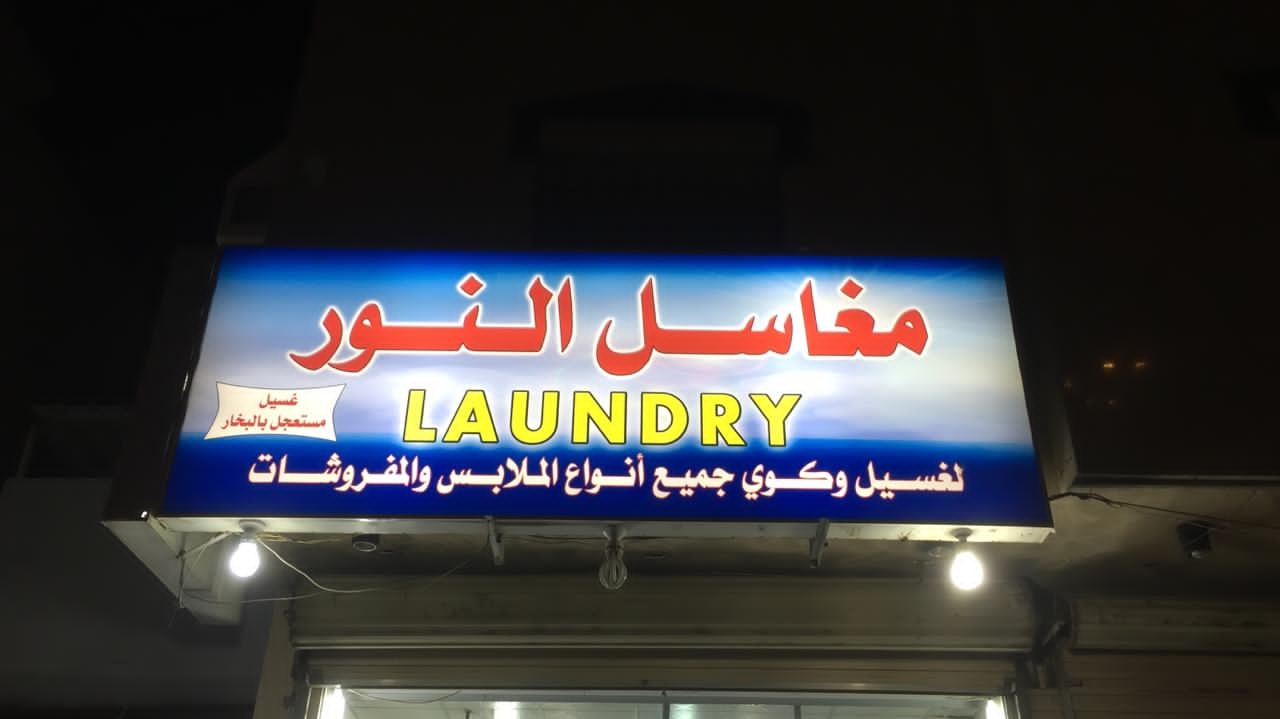 مغاسل النور
LAUNDRY
غسيل
مستعجل بالبخار
لغسيل وكوي جميع أنواع الملابس والمفروشات